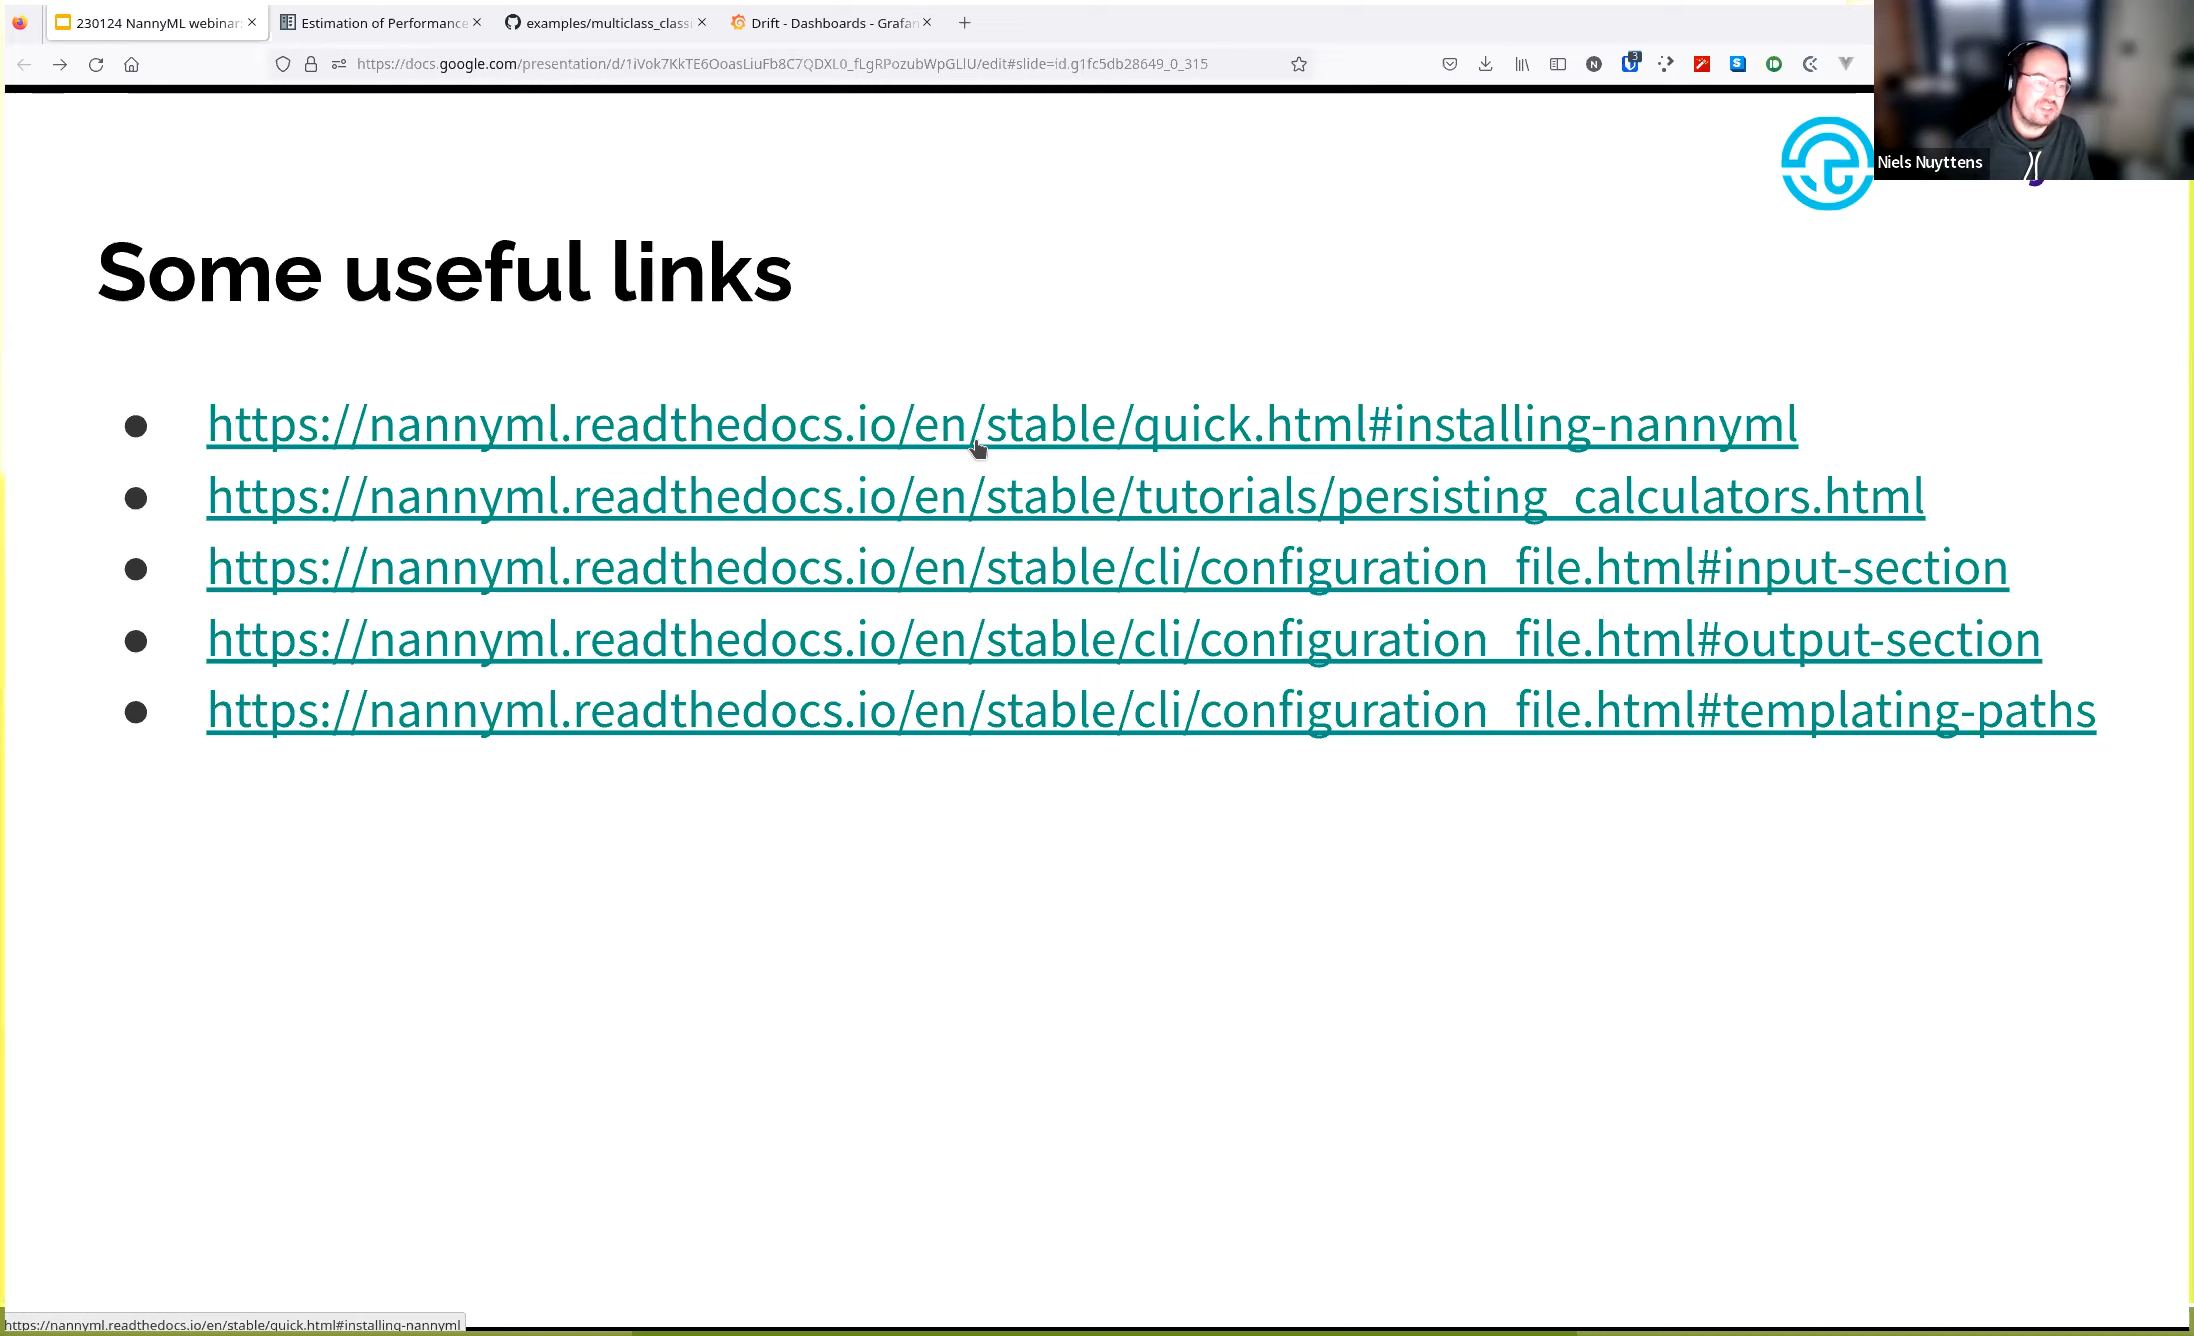 230124 NannyML webinar
Estimation of Performance
examples/multiclass_class
Drift - Dashboards - Grafan
https://docs.google.com/presentation/d/1iVok7KkTE6OoasLiuFb8C7QDXL0_fLgRPozubWpGLlU/edit#slide=id.g1fc5db28649_0_315
3
Niels Nuyttens
Some useful links
● https://nannyml.readthedocs.io/en/stable/quick.html#installing-nannyml
● https://nannyml.readthedocs.io/en/stable/tutorials/persisting_calculators.html
● https://nannyml.readthedocs.io/en/stable/cli/configuration_file.html#input-section
● https://nannyml.readthedocs.io/en/stable/cli/configuration_file.html#output-section
● https://nannyml.readthedocs.io/en/stable/cli/configuration_file.html#templating-paths
https://nannyml.readthedocs.io/en/stable/quick.html#installing-nannyml